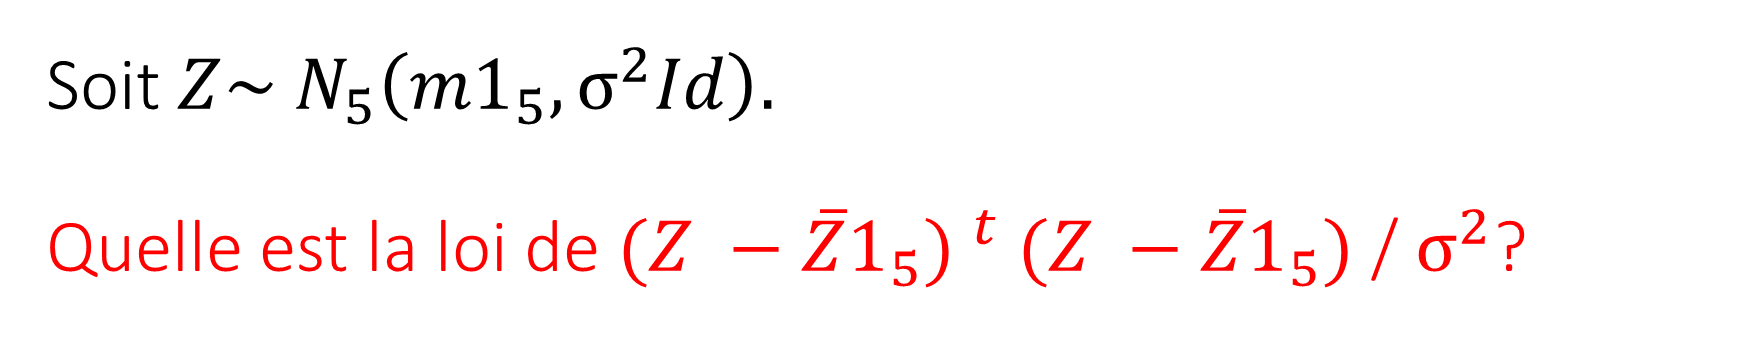 Soit 𝑍~ 𝑁₅(𝑚1₅, σ²𝐼𝑑).
Quelle est la loi de (𝑍 − 𝑍̄1₅) ᵗ (𝑍 − 𝑍̄1₅) / σ²?